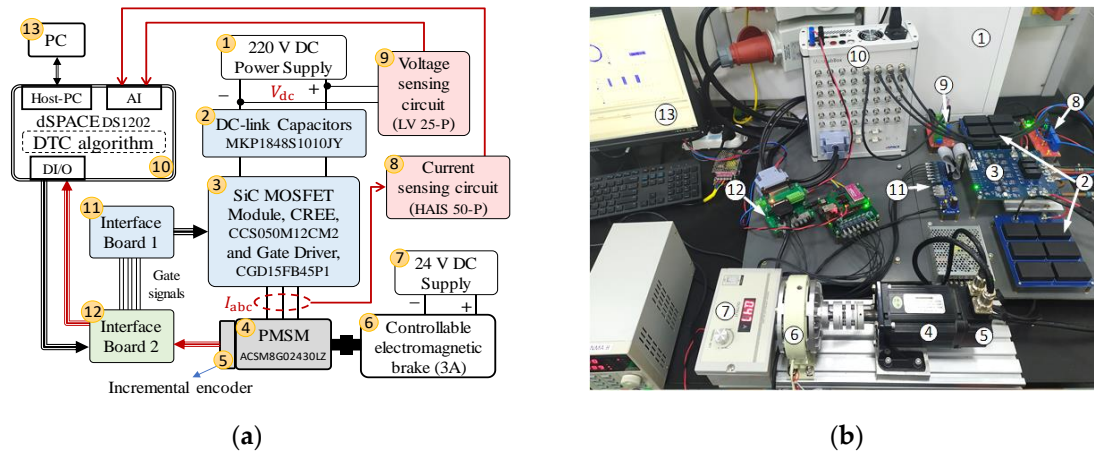 13
PC
Host-PC
AI
dSPACE DS1202
DTC algorithm
DI/O
10
1
220 V DC
Power Supply
−
Vdc
+
2
DC-link Capacitors
MKP1848S1010JY
9
Voltage
sensing
circuit
(LV 25-P)
8
Current
sensing circuit
(HAIS 50-P)
3
SiC MOSFET
Module, CREE,
CCS050M12CM2
and Gate Driver,
CGD15FB45P1
11
Interface
Board 1
Gate
signals
12
Interface
Board 2
Iabc
4
PMSM
ACSM8G02430LZ
5
Incremental encoder
7
24 V DC
Supply
−
+
6
Controllable
electromagnetic
brake (3A)
(a)
1
10
9
8
13
3
12
11
2
7
6
4
5
(b)